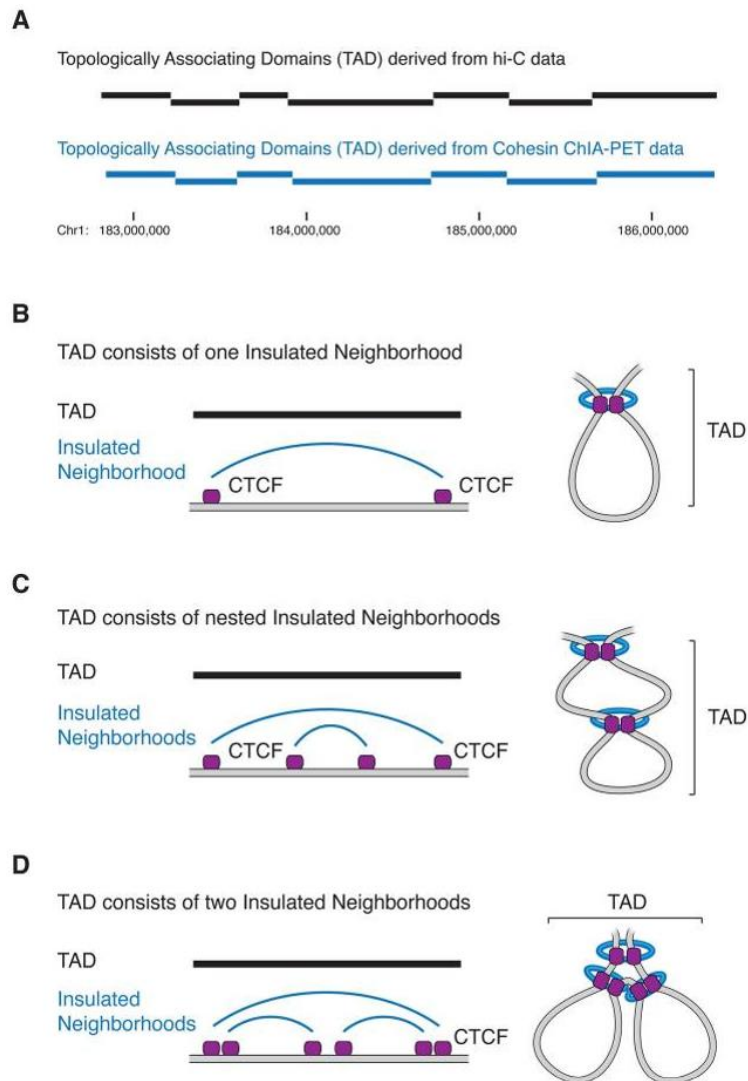 A
Topologically Associating Domains (TAD) derived from hi-C data
Topologically Associating Domains (TAD) derived from Cohesin ChIA-PET data
Chr1: 183,000,000 184,000,000 185,000,000 186,000,000
B
TAD consists of one Insulated Neighborhood
TAD
Insulated
Neighborhood
CTCF CTCF
TAD
C
TAD consists of nested Insulated Neighborhoods
TAD
Insulated
Neighborhoods
CTCF CTCF
TAD
D
TAD consists of two Insulated Neighborhoods
TAD
TAD
Insulated
Neighborhoods
CTCF